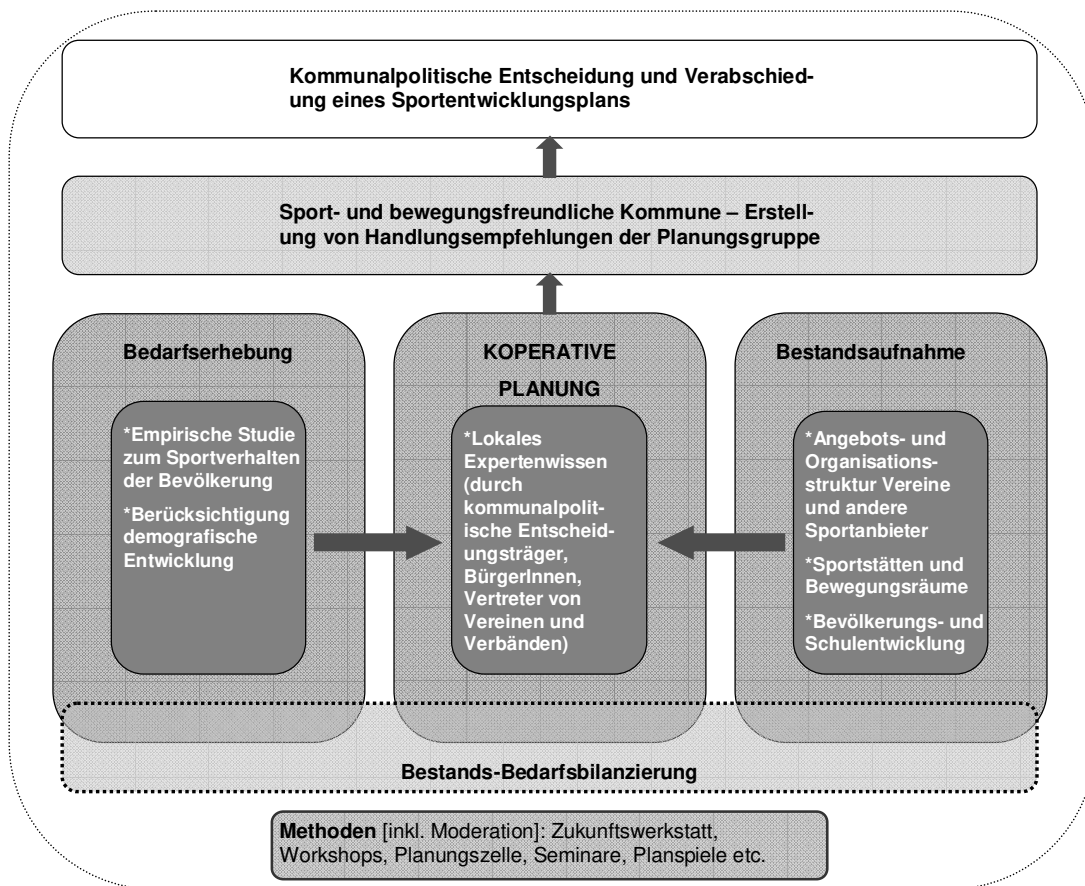 Kommunalpolitische Entscheidung und Verabschied-
ung eines Sportentwicklungsplans
Sport- und bewegungsfreundliche Kommune – Erstell-
ung von Handlungsempfehlungen der Planungsgruppe
Bedarfserhebung
*Empirische Studie
zum Sportverhalten
der Bevölkerung
*Berücksichtigung
demografische
Entwicklung
KOPERATIVE
PLANUNG
*Lokales
Expertenwissen
(durch
kommunalpolit-
ische Entscheid-
ungsträger,
BürgerInnen,
Vertreter von
Vereinen und
Verbänden)
Bestandsaufnahme
*Angebots- und
Organisations-
struktur Vereine
und andere
Sportanbieter
*Sportstätten und
Bewegungsräume
*Bevölkerungs- und
Schulentwicklung
Bestands-Bedarfsbilanzierung
Methoden [inkl. Moderation]: Zukunftswerkstatt,
Workshops, Planungszelle, Seminare, Planspiele etc.